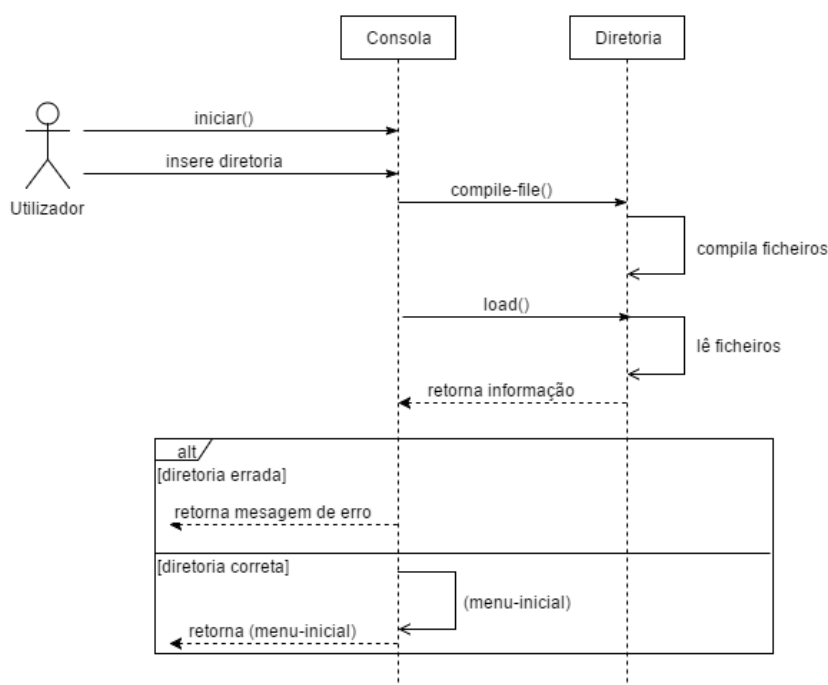 Consola
Diretoria
iniciar()
insere diretoria
Utilizador
compile-file()
compila ficheiros
load()
lê ficheiros
retorna informação
alt
[diretoria errada]
retorna mesagem de erro
[diretoria correta]
(menu-inicial)
retorna (menu-inicial)